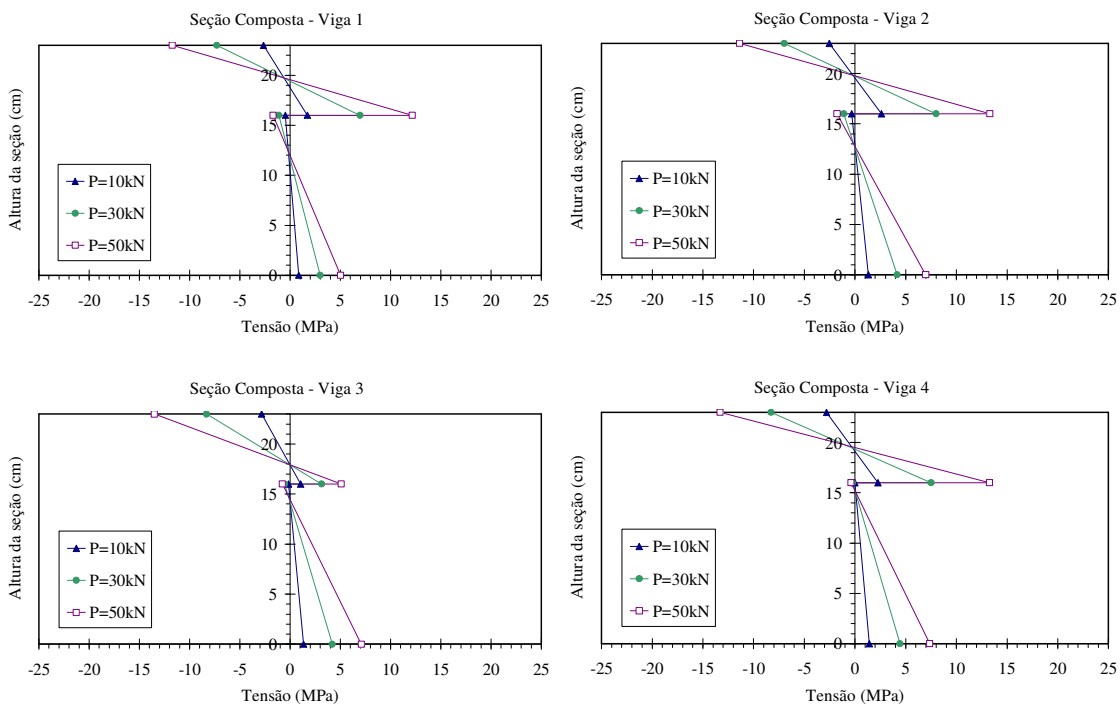 Seção Composta - Viga 1
Altura da seção (cm)
20
15
10
5
0
P=10kN
P=30kN
P=50kN
-25 -20 -15 -10 -5 0 5 10 15 20 25
Tensão (MPa)
Seção Composta - Viga 2
Altura da seção (cm)
20
15
10
5
0
P=10kN
P=30kN
P=50kN
-25 -20 -15 -10 -5 0 5 10 15 20 25
Tensão (MPa)
Seção Composta - Viga 3
Altura da seção (cm)
20
15
10
5
0
P=10kN
P=30kN
P=50kN
-25 -20 -15 -10 -5 0 5 10 15 20 25
Tensão (MPa)
Seção Composta - Viga 4
Altura da seção (cm)
20
15
10
5
0
P=10kN
P=30kN
P=50kN
-25 -20 -15 -10 -5 0 5 10 15 20 25
Tensão (MPa)